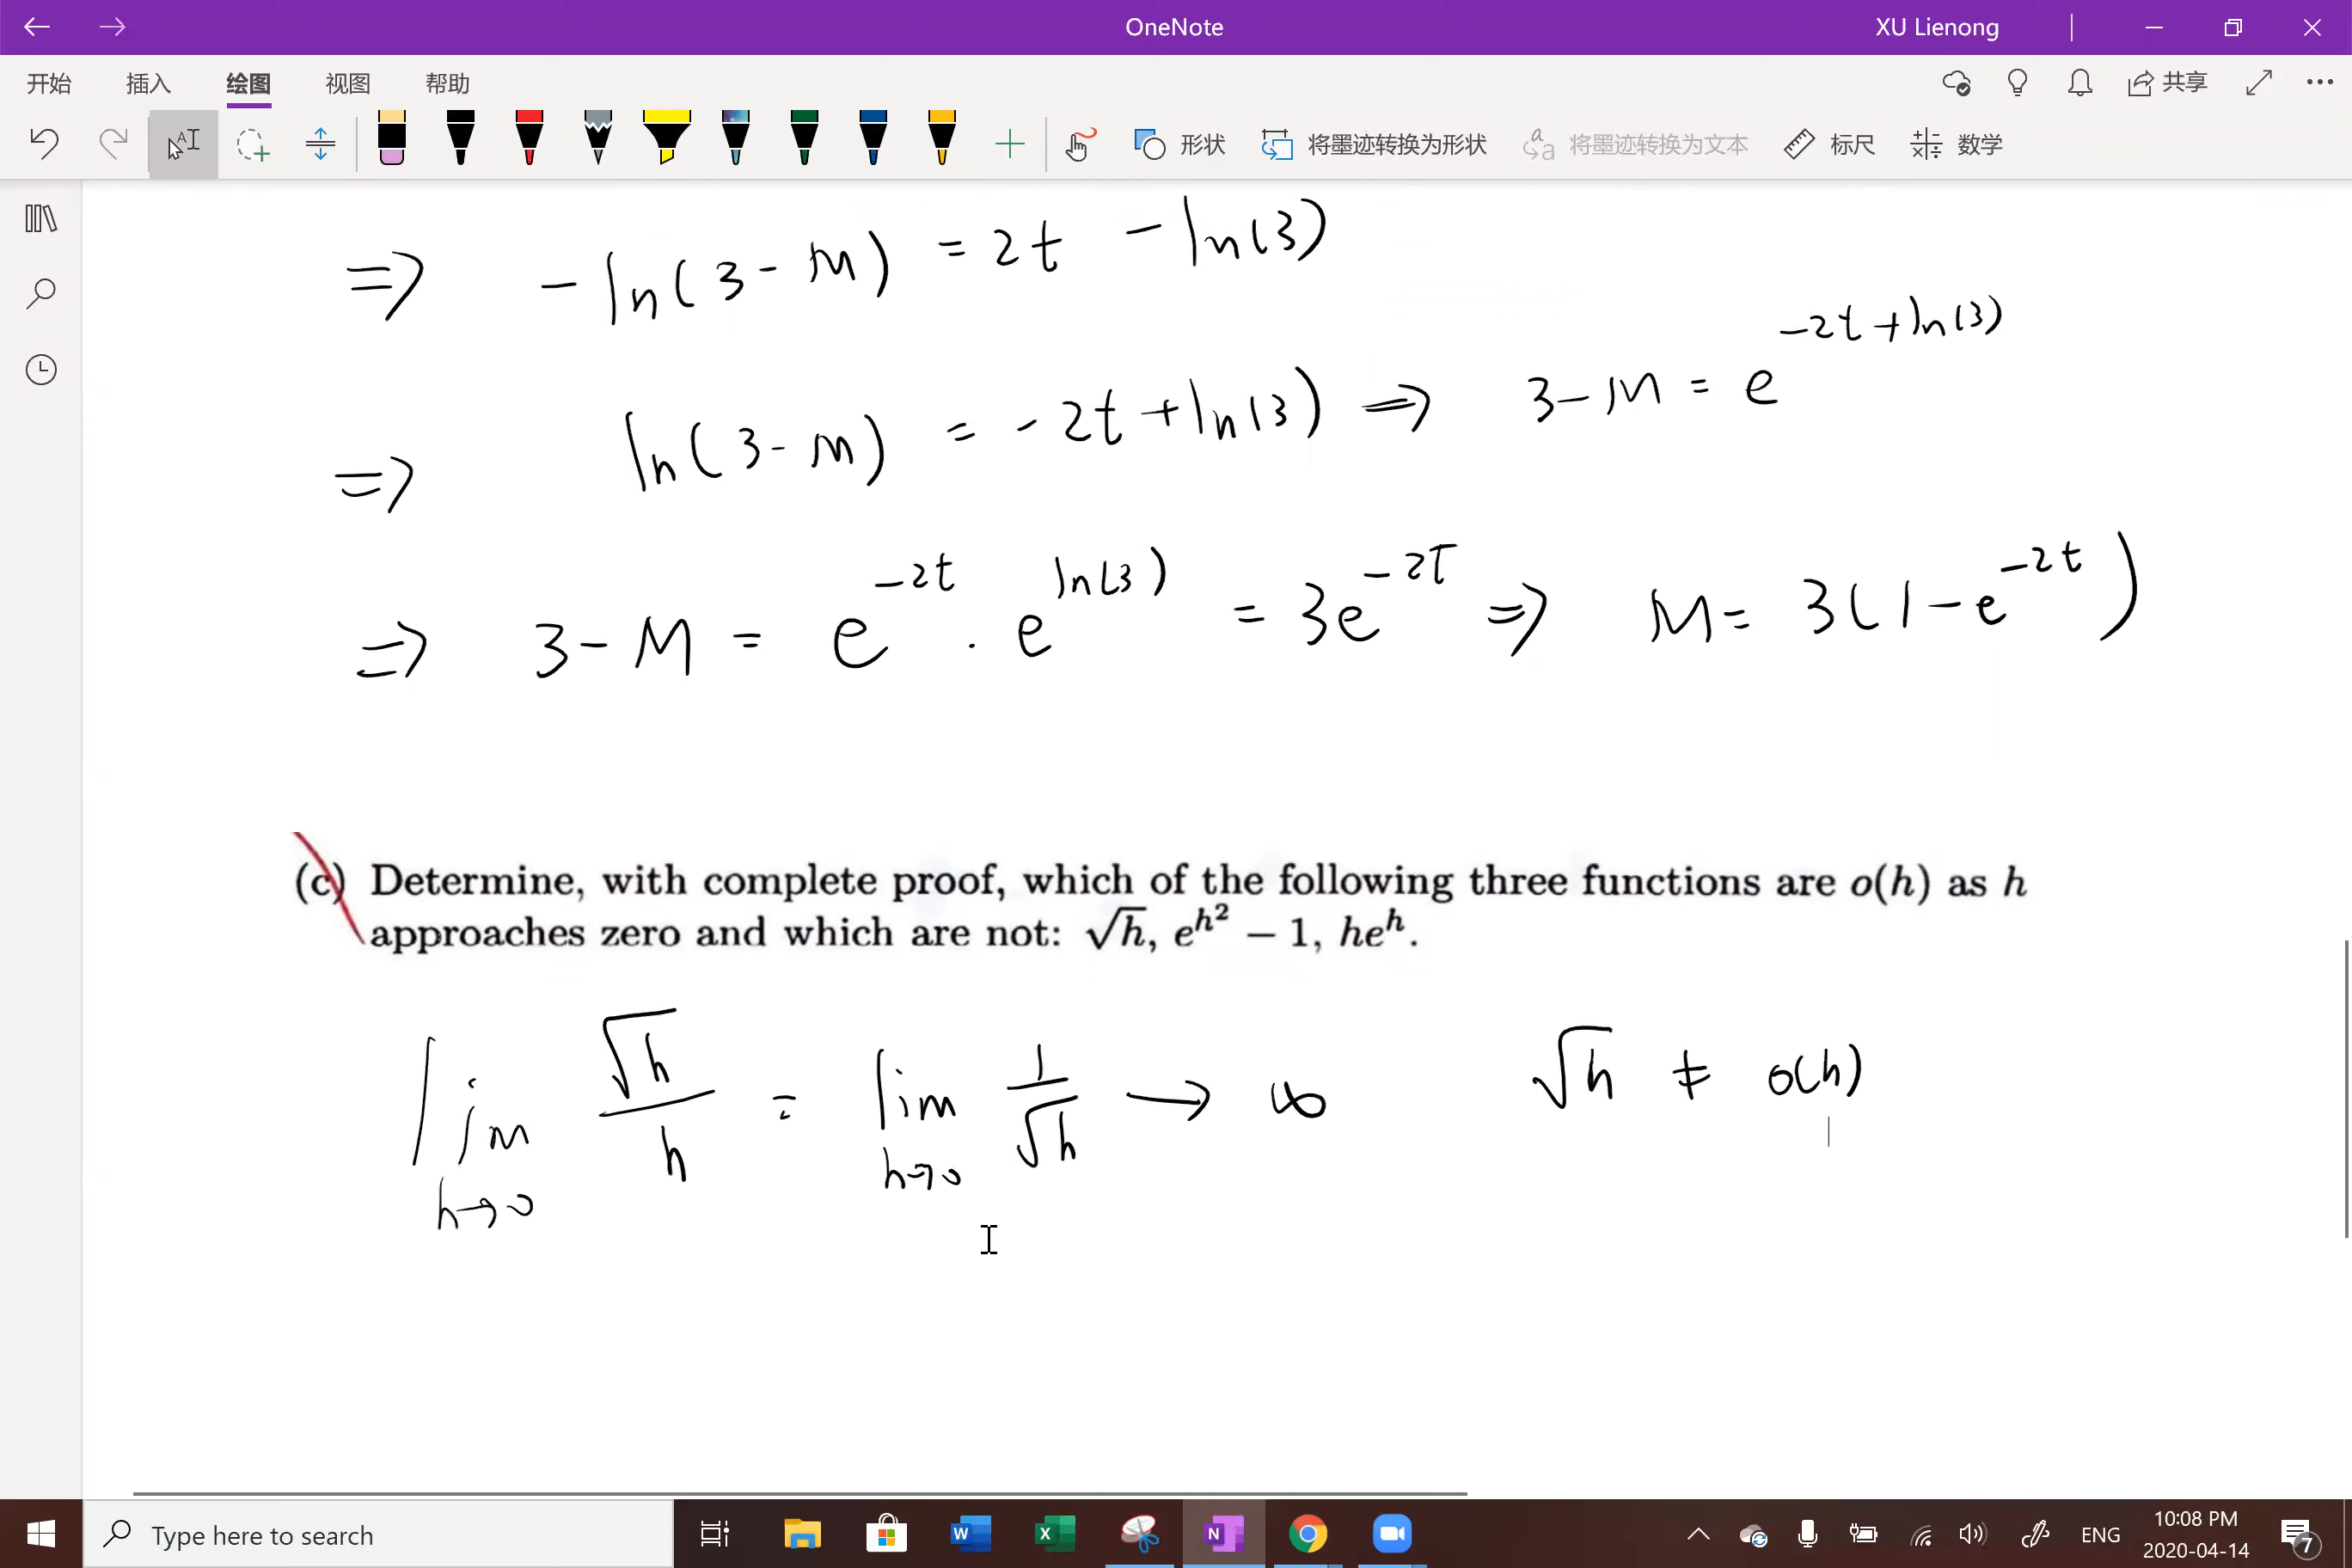 OneNote
XU Lienong
开始 插入 绘图 视图 帮助
共享
形状 将墨迹转换为形状 将墨迹转换为文本 标尺 数学
⇒ -ln(3-M) = 2t - ln(3)
⇒ ln(3-M) = -2t + ln(3) ⇒ 3-M = e^{-2t+ln(3)}
⇒ 3-M = e^{-2t} · e^{ln(3)} = 3e^{-2t} ⇒ M = 3(1-e^{-2t})
(c) Determine, with complete proof, which of the following three functions are o(h) as h
approaches zero and which are not: √h, e^{h^2} − 1, he^h.
lim_{h→0} √h/h = lim_{h→0} 1/√h → ∞ √h ≠ o(h)
Type here to search
ENG
10:08 PM
2020-04-14
7